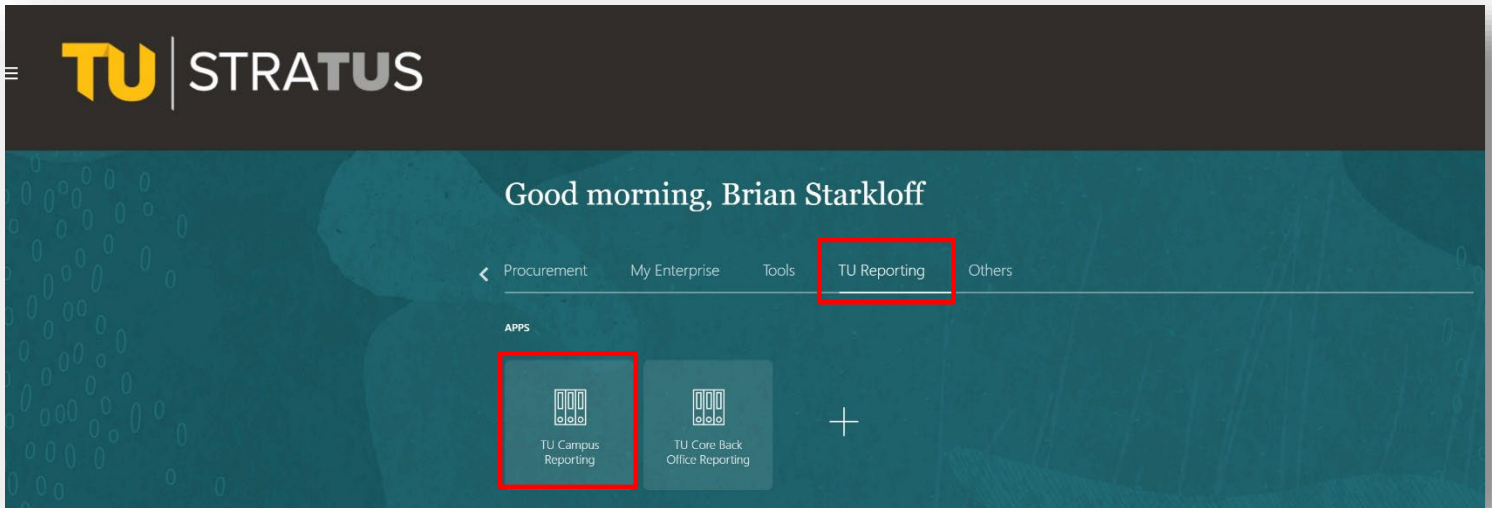 TU STRATUS
Good morning, Brian Starkloff
Procurement My Enterprise Tools TU Reporting Others
APPS
TU Campus
Reporting
TU Core Back
Office Reporting